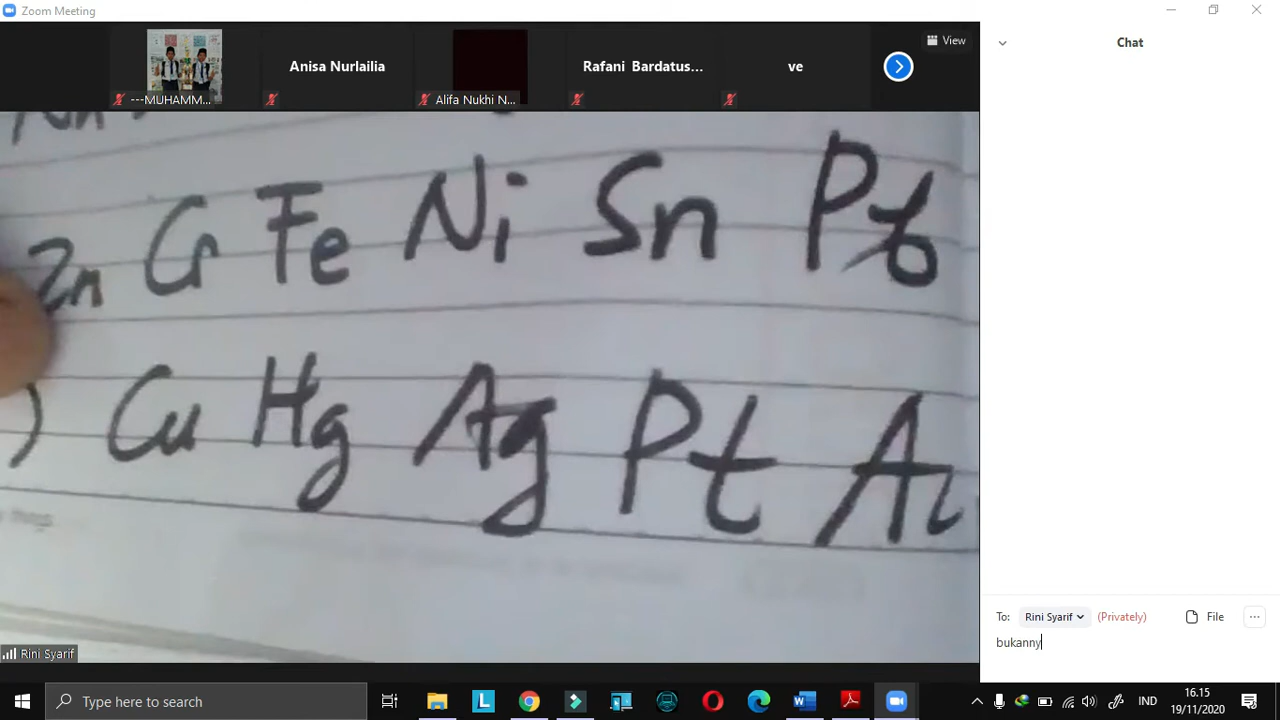 Zoom Meeting
View
---MUHAMM...
Anisa Nurlailia
Alifa Nukhi N...
Rafani Bardatus...
ve
Zn Cr Fe Ni Sn Pb
) Cu Hg Ag Pt Au
Rini Syarif
Chat
To: Rini Syarif (Privately) File ...
bukanny
Type here to search
IND
16.15
19/11/2020